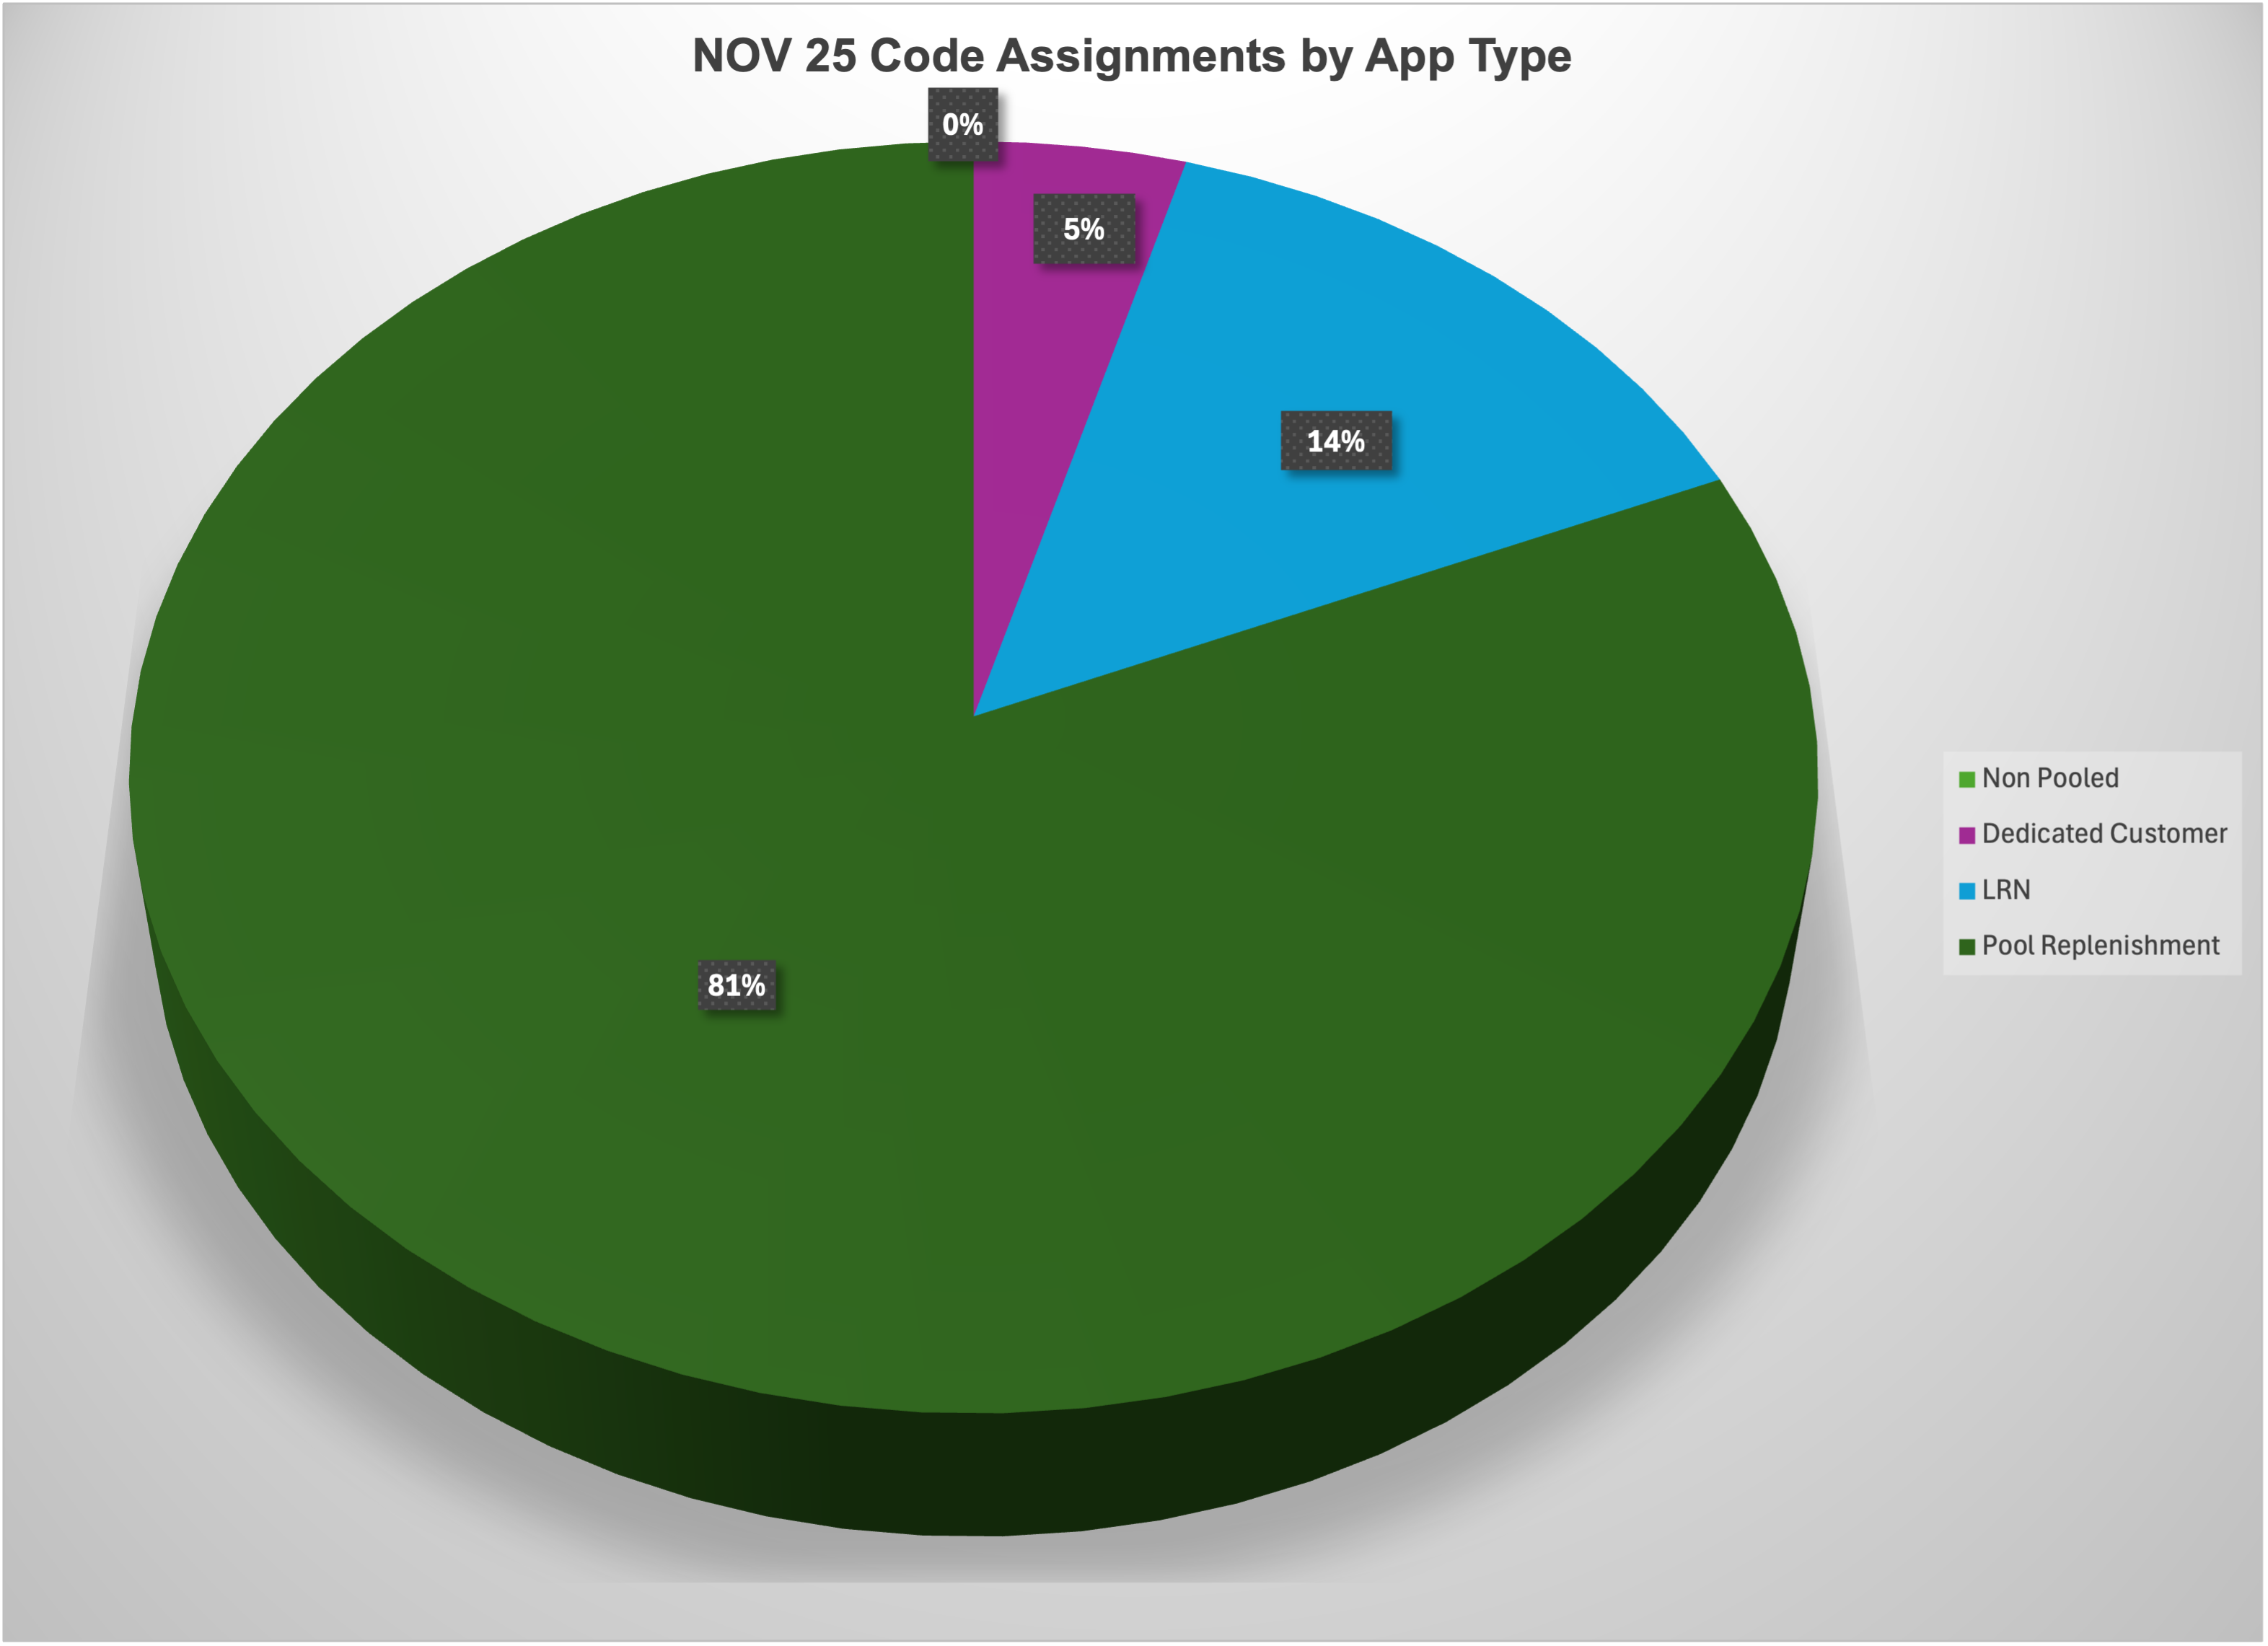 NOV 25 Code Assignments by App Type
0%
5%
14%
81%
Non Pooled
Dedicated Customer
LRN
Pool Replenishment